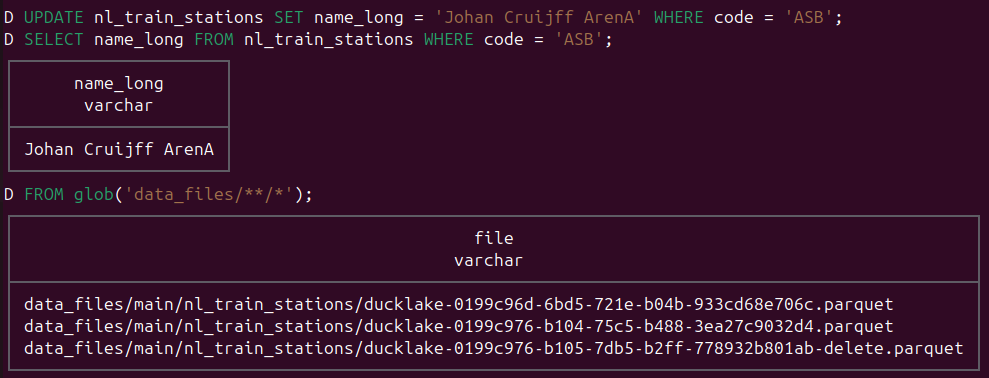 D UPDATE nl_train_stations SET name_long = 'Johan Cruijff ArenA' WHERE code = 'ASB';
D SELECT name_long FROM nl_train_stations WHERE code = 'ASB';
name_long
varchar
Johan Cruijff ArenA
D FROM glob('data_files/**/*');
file
varchar
data_files/main/nl_train_stations/ducklake-0199c96d-6bd5-721e-b04b-933cd68e706c.parquet
data_files/main/nl_train_stations/ducklake-0199c976-b104-75c5-b488-3ea27c9032d4.parquet
data_files/main/nl_train_stations/ducklake-0199c976-b105-7db5-b2ff-778932b801ab-delete.parquet